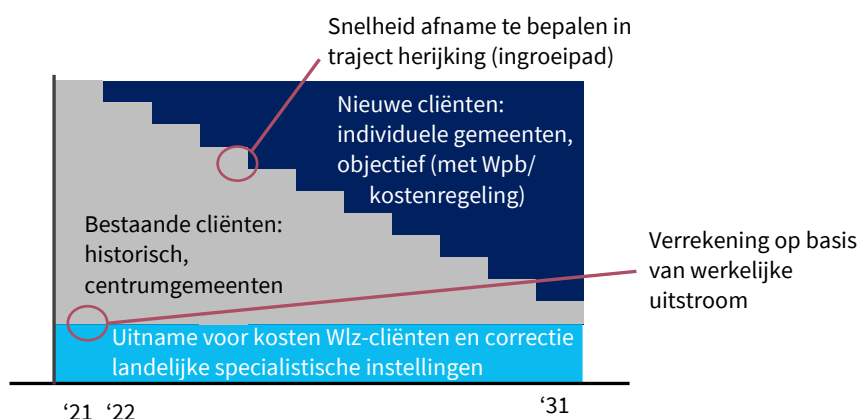 Snelheid afname te bepalen in
traject herijking (ingroeipad)
Nieuwe cliënten:
individuele gemeenten,
objectief (met Wpb/
kostenregeling)
Bestaande cliënten:
historisch,
centrumgemeenten
Verrekening op basis
van werkelijke
uitstroom
Uitname voor kosten Wlz-cliënten en correctie
landelijke specialistische instellingen
‘21 ‘22
‘31